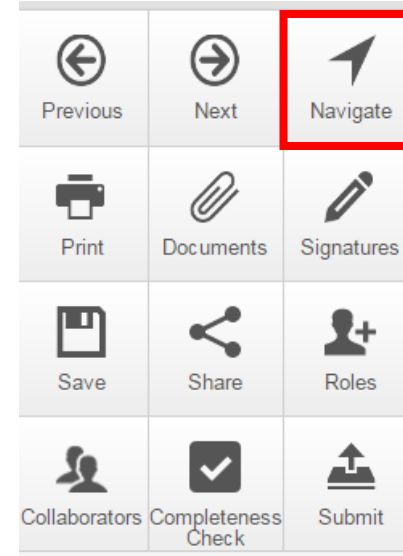 Previous Next Navigate
Print Documents Signatures
Save Share Roles
Collaborators Completeness Check Submit